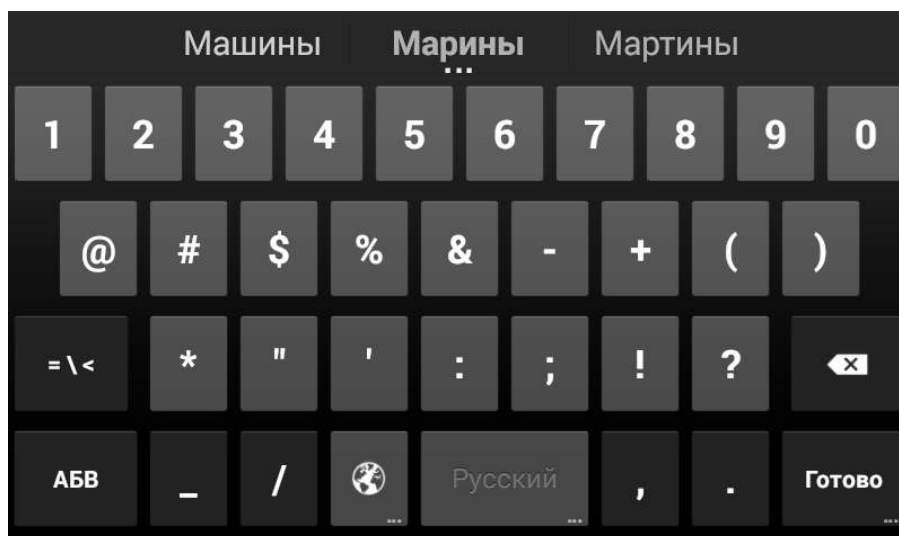 Машины Марины Мартины
1 2 3 4 5 6 7 8 9 0
@ # $ % & - + ( )
= \ < * " ' : ; ! ?
АБВ _ / Русский , . Готово